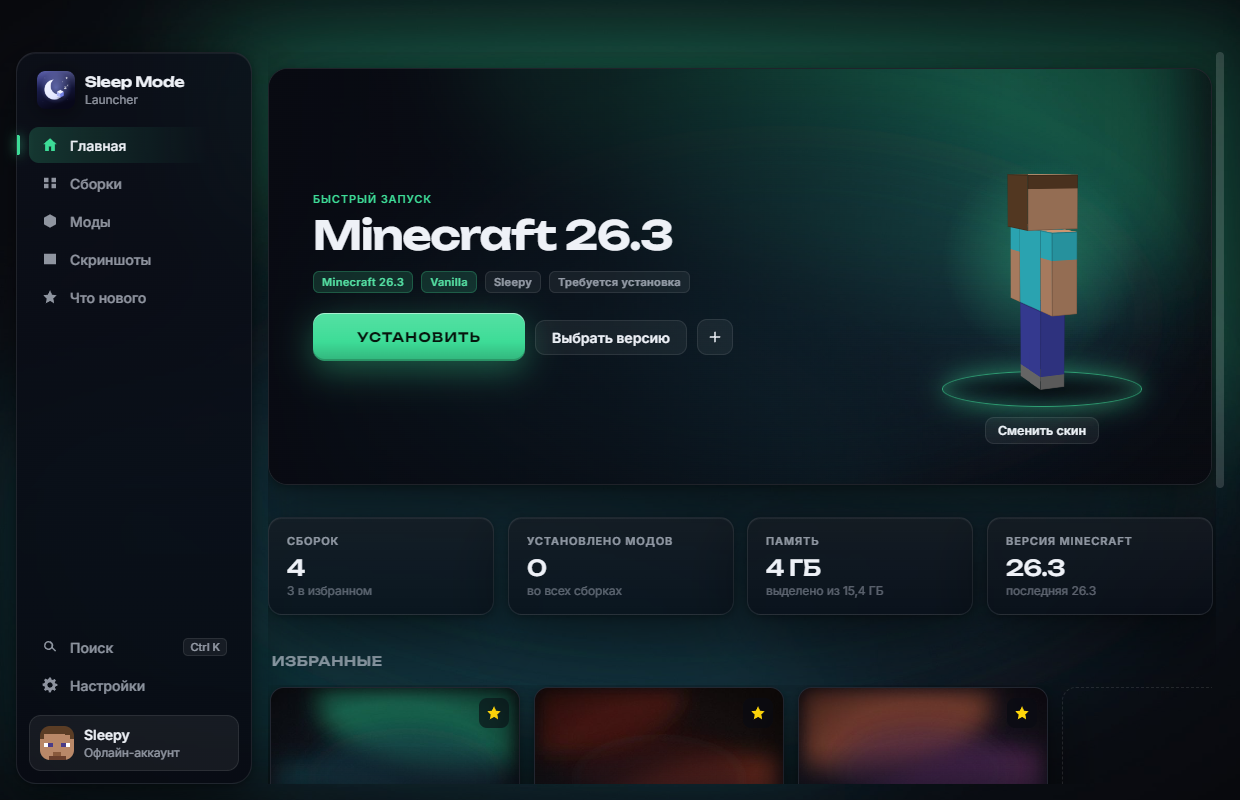 Sleep Mode
Launcher
Главная
Сборки
Моды
Скриншоты
Что нового
Поиск
Ctrl K
Настройки
Sleepy
Офлайн-аккаунт
БЫСТРЫЙ ЗАПУСК
Minecraft 26.3
Minecraft 26.3 Vanilla Sleepy Требуется установка
УСТАНОВИТЬ Выбрать версию +
Сменить скин
СБОРОК
4
3 в избранном
УСТАНОВЛЕНО МОДОВ
0
во всех сборках
ПАМЯТЬ
4 ГБ
выделено из 15,4 ГБ
ВЕРСИЯ MINECRAFT
26.3
последняя 26.3
ИЗБРАННЫЕ